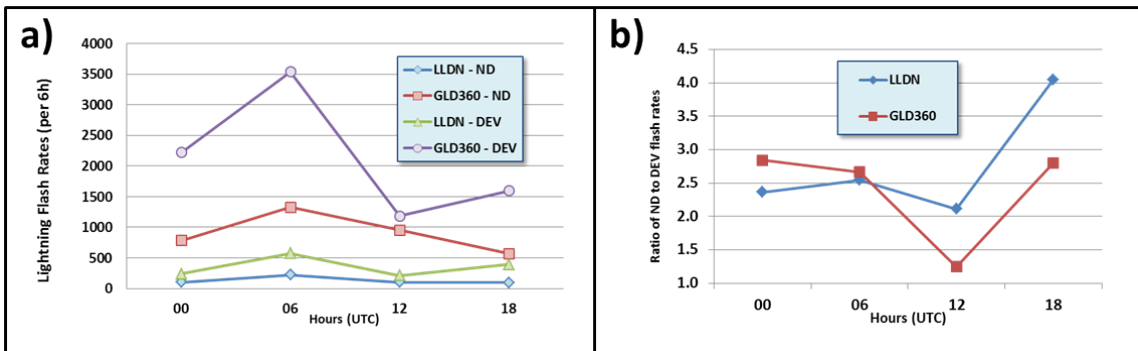 a)
Lightning Flash Rates (per 6h)
4000
3500
3000
2500
2000
1500
1000
500
0
LLDN - ND
GLD360 - ND
LLDN - DEV
GLD360 - DEV
00 06 12 18
Hours (UTC)
b)
Ratio of ND to DEV flash rates
4.5
4.0
3.5
3.0
2.5
2.0
1.5
1.0
LLDN
GLD360
00 06 12 18
Hours (UTC)